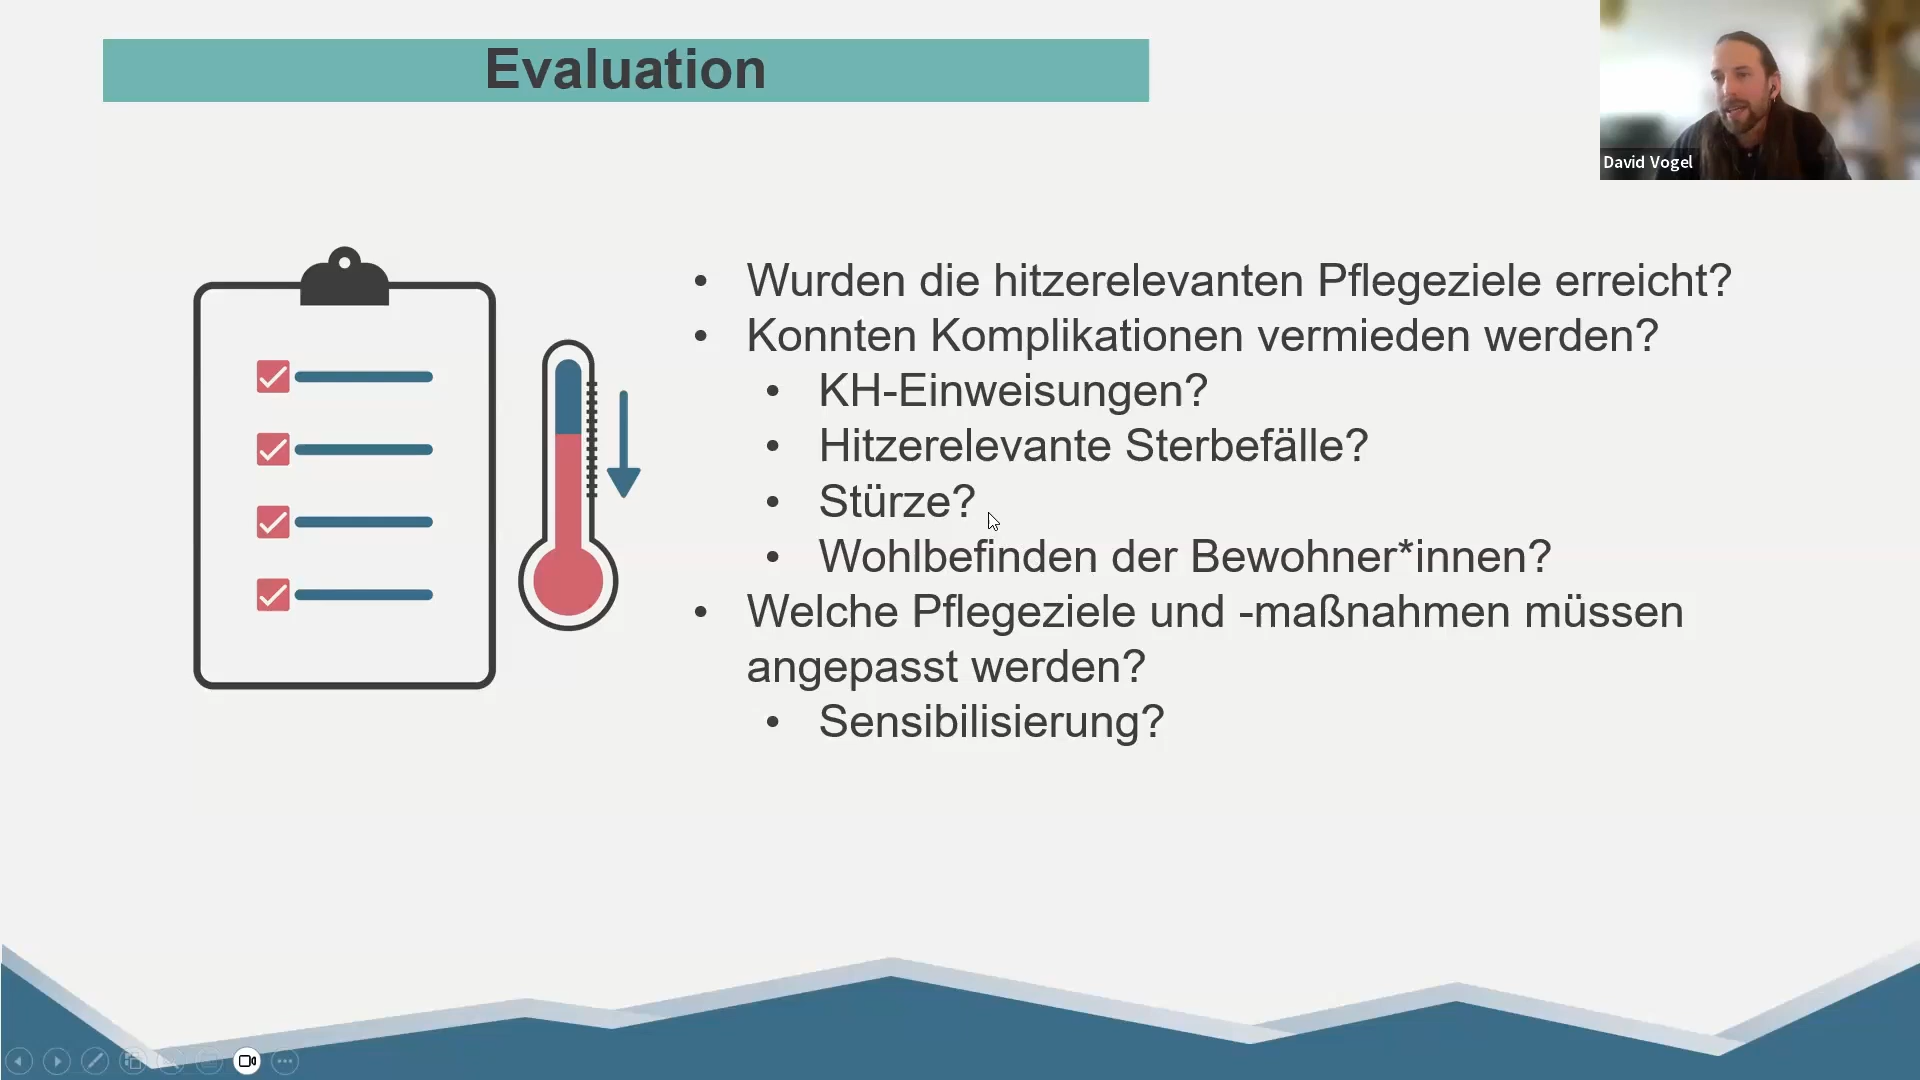 Evaluation
David Vogel
• Wurden die hitzerelevanten Pflegeziele erreicht?
• Konnten Komplikationen vermieden werden?
• KH-Einweisungen?
• Hitzerelevante Sterbefälle?
• Stürze?
• Wohlbefinden der Bewohner*innen?
• Welche Pflegeziele und -maßnahmen müssen
angepasst werden?
• Sensibilisierung?